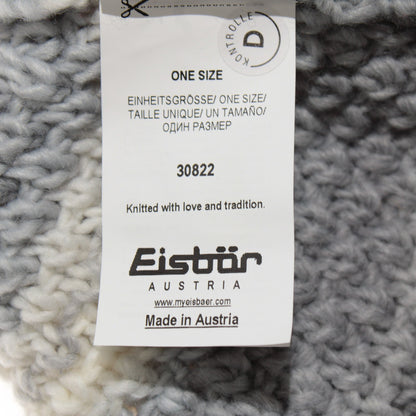 KONTROLLE
D
ONE SIZE
EINHEITSGRÖSSE/ ONE SIZE/
TAILLE UNIQUE/ UN TAMAÑO/
ОДИН РАЗМЕР
30822
Knitted with love and tradition.
Eisbär
AUSTRIA
www.myeisbaer.com
Made in Austria